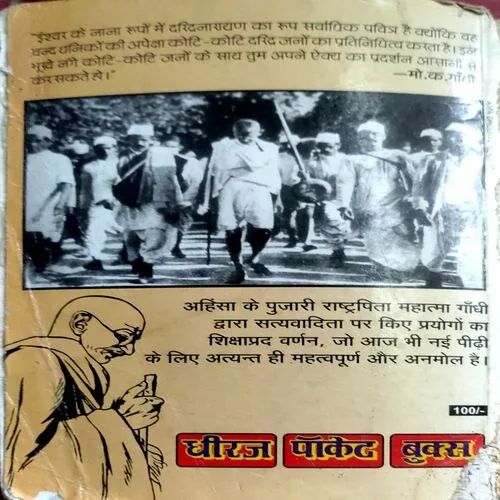 "ईश्वर के नाना रूपों में दरिद्रनारायण का रूप सर्वाधिक पवित्र है क्योंकि यह
चन्द धनिकों की अपेक्षा कोटि-कोटि दरिद्र जनों का प्रतिनिधित्व करता है। इन
भूखे नंगे कोटि-कोटि जनों के साथ तुम अपने ऐक्य का प्रदर्शन आसानी से
कर सकते हो।" —मो.क.गाँधी
अहिंसा के पुजारी राष्ट्रपिता महात्मा गाँधी
द्वारा सत्यवादिता पर किए प्रयोगों का
शिक्षाप्रद वर्णन, जो आज भी नई पीढ़ी
के लिए अत्यन्त ही महत्वपूर्ण और अनमोल है।
100/-
धीरज पॉकेट बुक्स